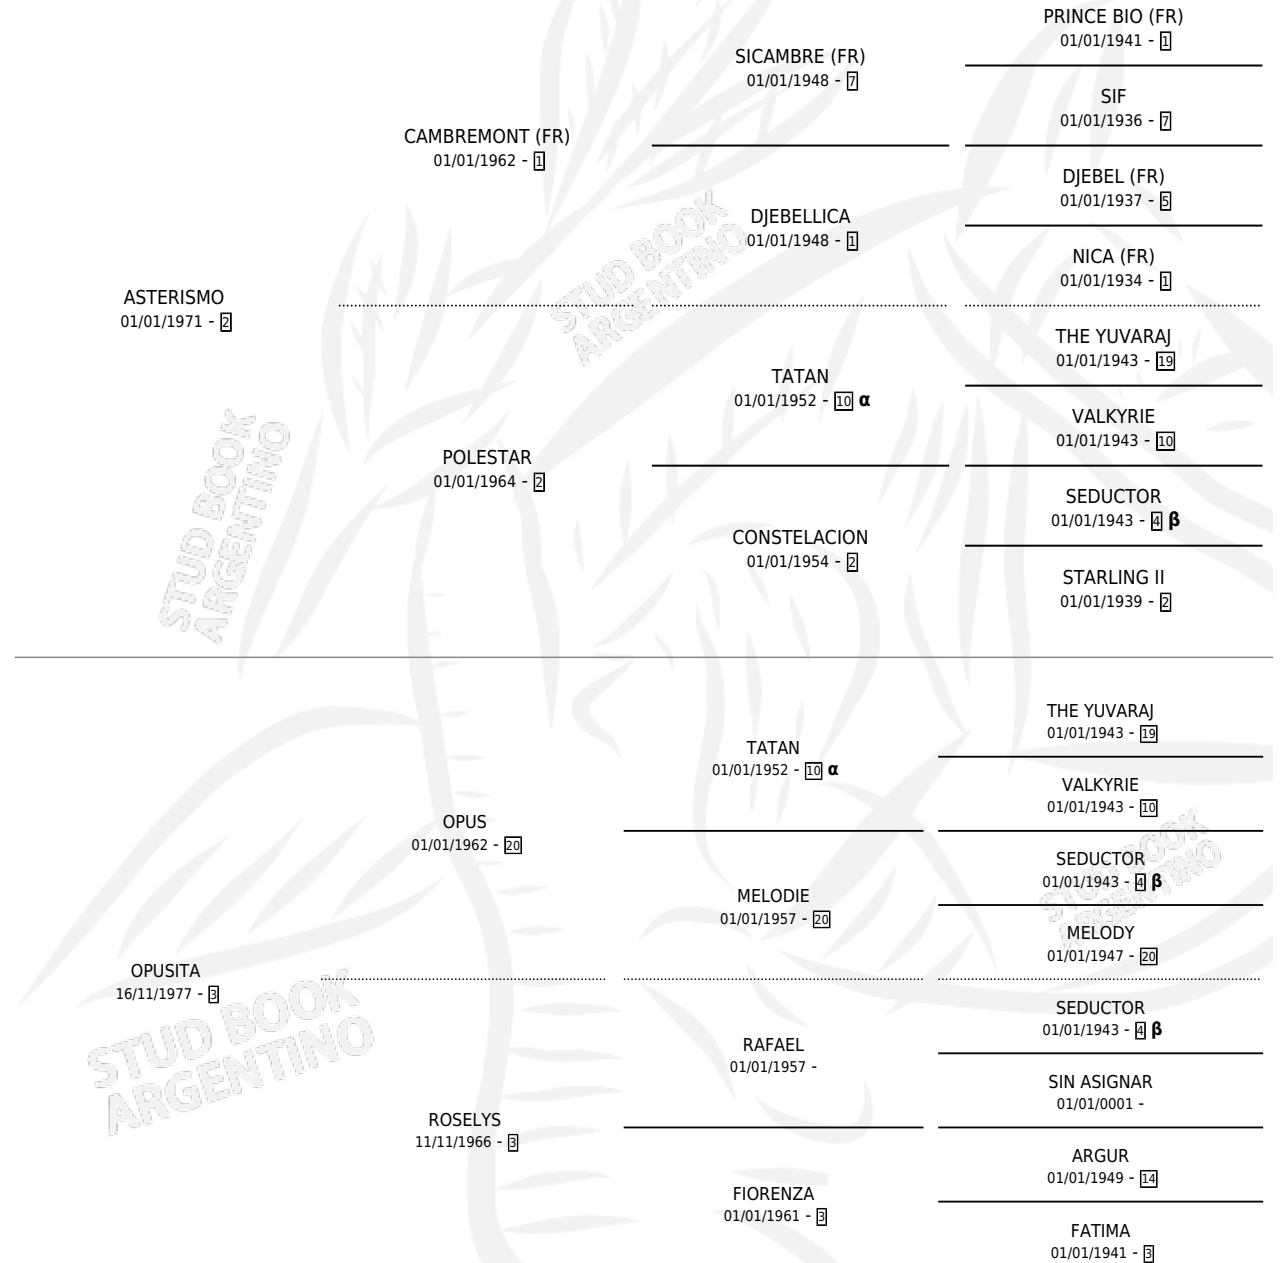 PRINCE BIO (FR)
01/01/1941 - 1
SICAMBRE (FR)
01/01/1948 - 7
SIF
01/01/1936 - 7
CAMBREMONT (FR)
01/01/1962 - 1
DJEBEL (FR)
01/01/1937 - 5
DJEBELLICA
01/01/1948 - 1
NICA (FR)
01/01/1934 - 1
ASTERISMO
01/01/1971 - 2
THE YUVARAJ
01/01/1943 - 19
TATAN
01/01/1952 - 10 α
VALKYRIE
01/01/1943 - 10
POLESTAR
01/01/1964 - 2
SEDUCTOR
01/01/1943 - 4 β
CONSTELACION
01/01/1954 - 2
STARLING II
01/01/1939 - 2
THE YUVARAJ
01/01/1943 - 19
TATAN
01/01/1952 - 10 α
VALKYRIE
01/01/1943 - 10
OPUS
01/01/1962 - 20
SEDUCTOR
01/01/1943 - 4 β
MELODIE
01/01/1957 - 20
MELODY
01/01/1947 - 20
OPUSITA
16/11/1977 - 3
SEDUCTOR
01/01/1943 - 4 β
RAFAEL
01/01/1957 -
SIN ASIGNAR
01/01/0001 -
ROSELYS
11/11/1966 - 3
ARGUR
01/01/1949 - 14
FIORENZA
01/01/1961 - 3
FATIMA
01/01/1941 - 3
STUD BOOK
ARGENTINO
STUD BOOK
ARGENTINO
STUD BOOK
ARGENTINO
STUD BOOK
ARGENTINO